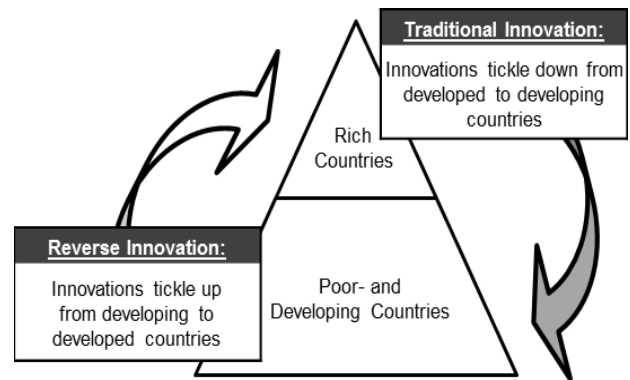 Traditional Innovation:
Innovations tickle down from
developed to developing
countries
Rich
Countries
Reverse Innovation:
Innovations tickle up
from developing to
developed countries
Poor- and
Developing Countries